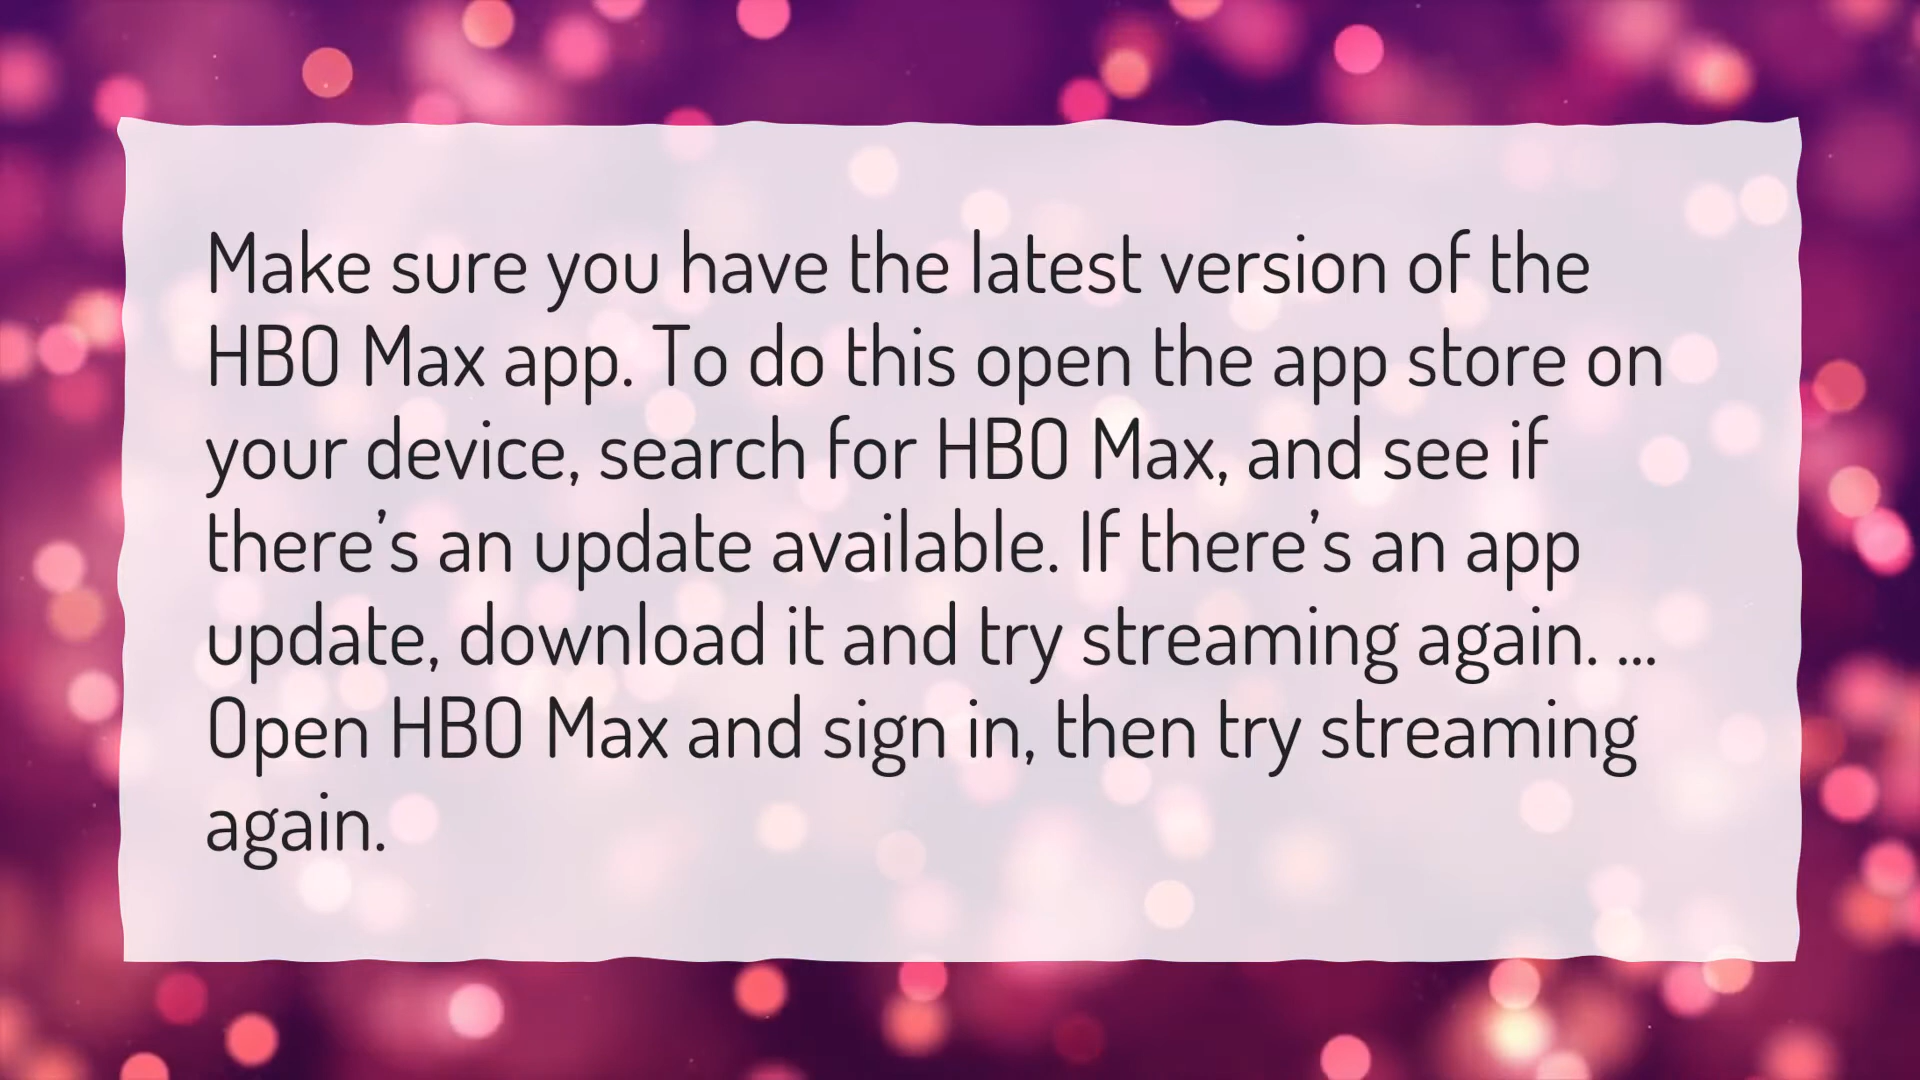 Make sure you have the latest version of the
HBO Max app. To do this open the app store on
your device, search for HBO Max, and see if
there’s an update available. If there’s an app
update, download it and try streaming again. ...
Open HBO Max and sign in, then try streaming
again.